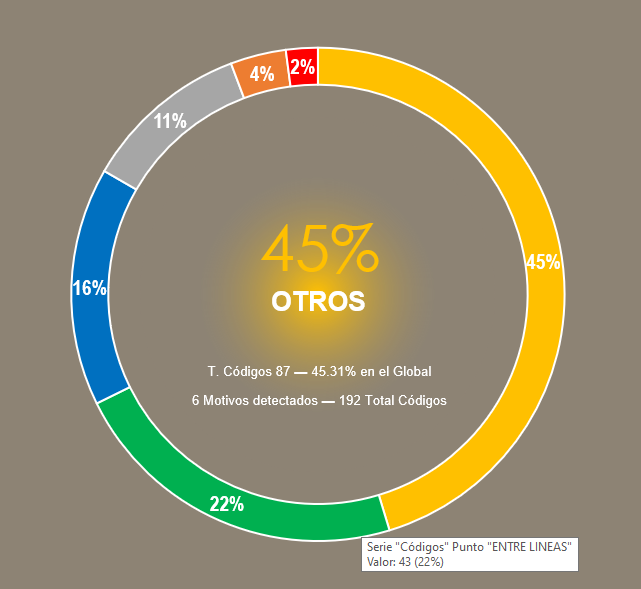 2%
4%
11%
45%
OTROS
45%
16%
T. Códigos 87 — 45.31% en el Global
6 Motivos detectados — 192 Total Códigos
22%
Serie "Códigos" Punto "ENTRE LINEAS"
Valor: 43 (22%)